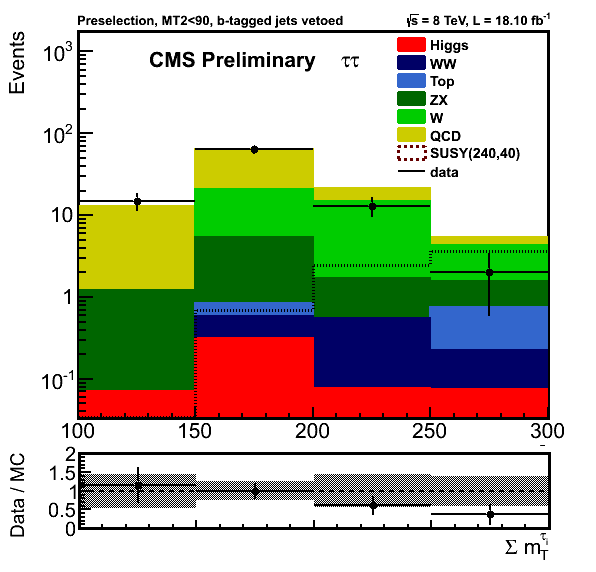 Preselection, MT2<90, b-tagged jets vetoed √s = 8 TeV, L = 18.10 fb⁻¹
Events
CMS Preliminary ττ
Higgs
WW
Top
ZX
W
QCD
SUSY(240,40)
data
10³
10²
10
1
10⁻¹
100 150 200 250 300
Data / MC
2
1.5
1
0.5
0
Σ m_T^τᵢ